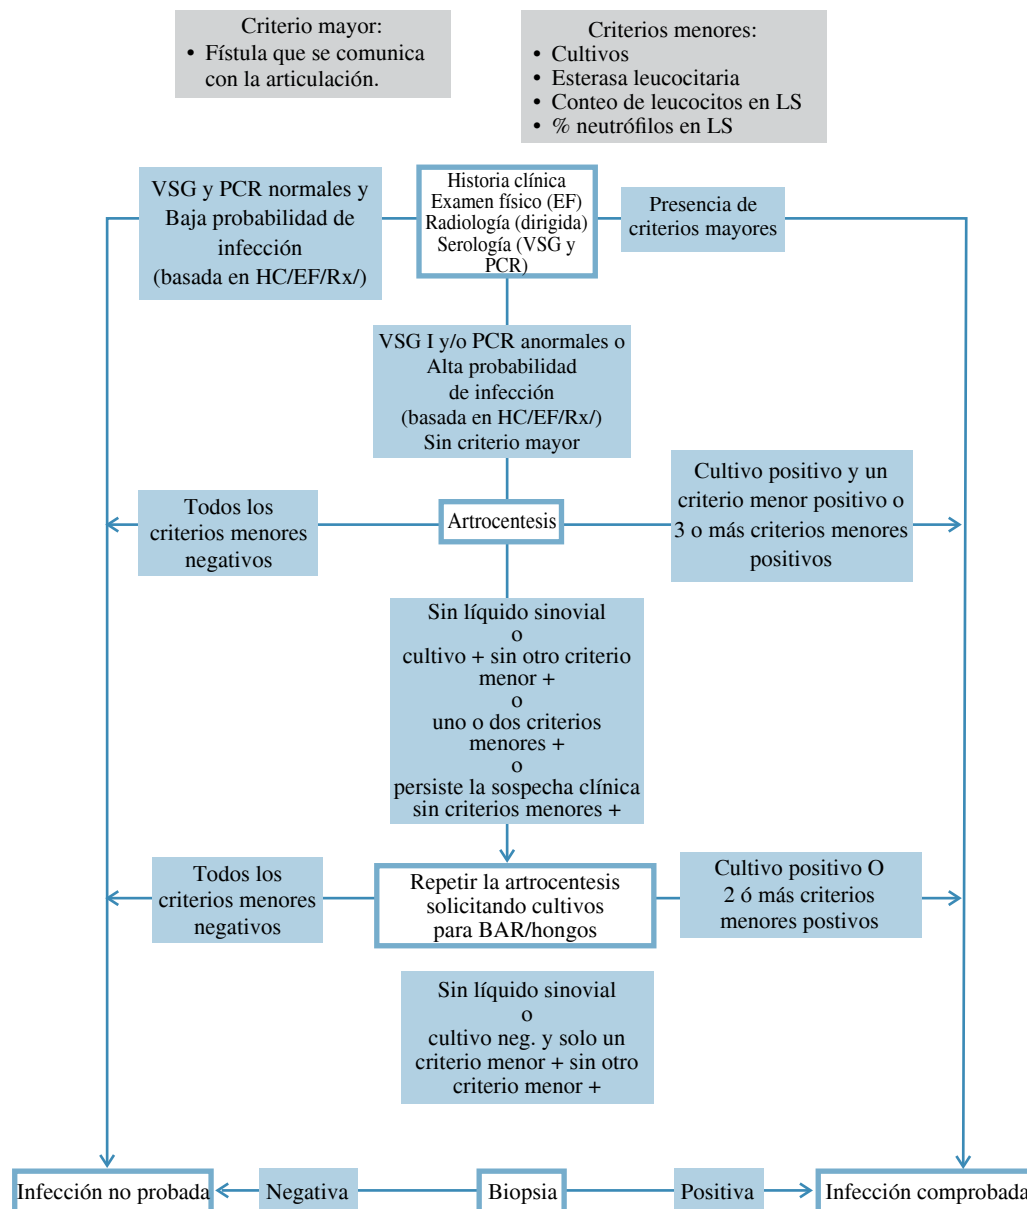 Criterio mayor:
• Fístula que se comunica
con la articulación.
Criterios menores:
• Cultivos
• Esterasa leucocitaria
• Conteo de leucocitos en LS
• % neutrófilos en LS
VSG y PCR normales y
Baja probabilidad de
infección
(basada en HC/EF/Rx/)
Historia clínica
Examen físico (EF)
Radiología (dirigida)
Serología (VSG y
PCR)
Presencia de
criterios mayores
VSG I y/o PCR anormales o
Alta probabilidad
de infección
(basada en HC/EF/Rx/)
Sin criterio mayor
Todos los
criterios menores
negativos
Artrocentesis
Cultivo positivo y un
criterio menor positivo o
3 o más criterios menores
positivos
Sin líquido sinovial
o
cultivo + sin otro criterio
menor +
o
uno o dos criterios
menores +
o
persiste la sospecha clínica
sin criterios menores +
Todos los
criterios menores
negativos
Repetir la artrocentesis
solicitando cultivos
para BAR/hongos
Cultivo positivo O
2 ó más criterios
menores postivos
Sin líquido sinovial
o
cultivo neg. y solo un
criterio menor + sin otro
criterio menor +
Infección no probada
Negativa
Biopsia
Positiva
Infección comprobada